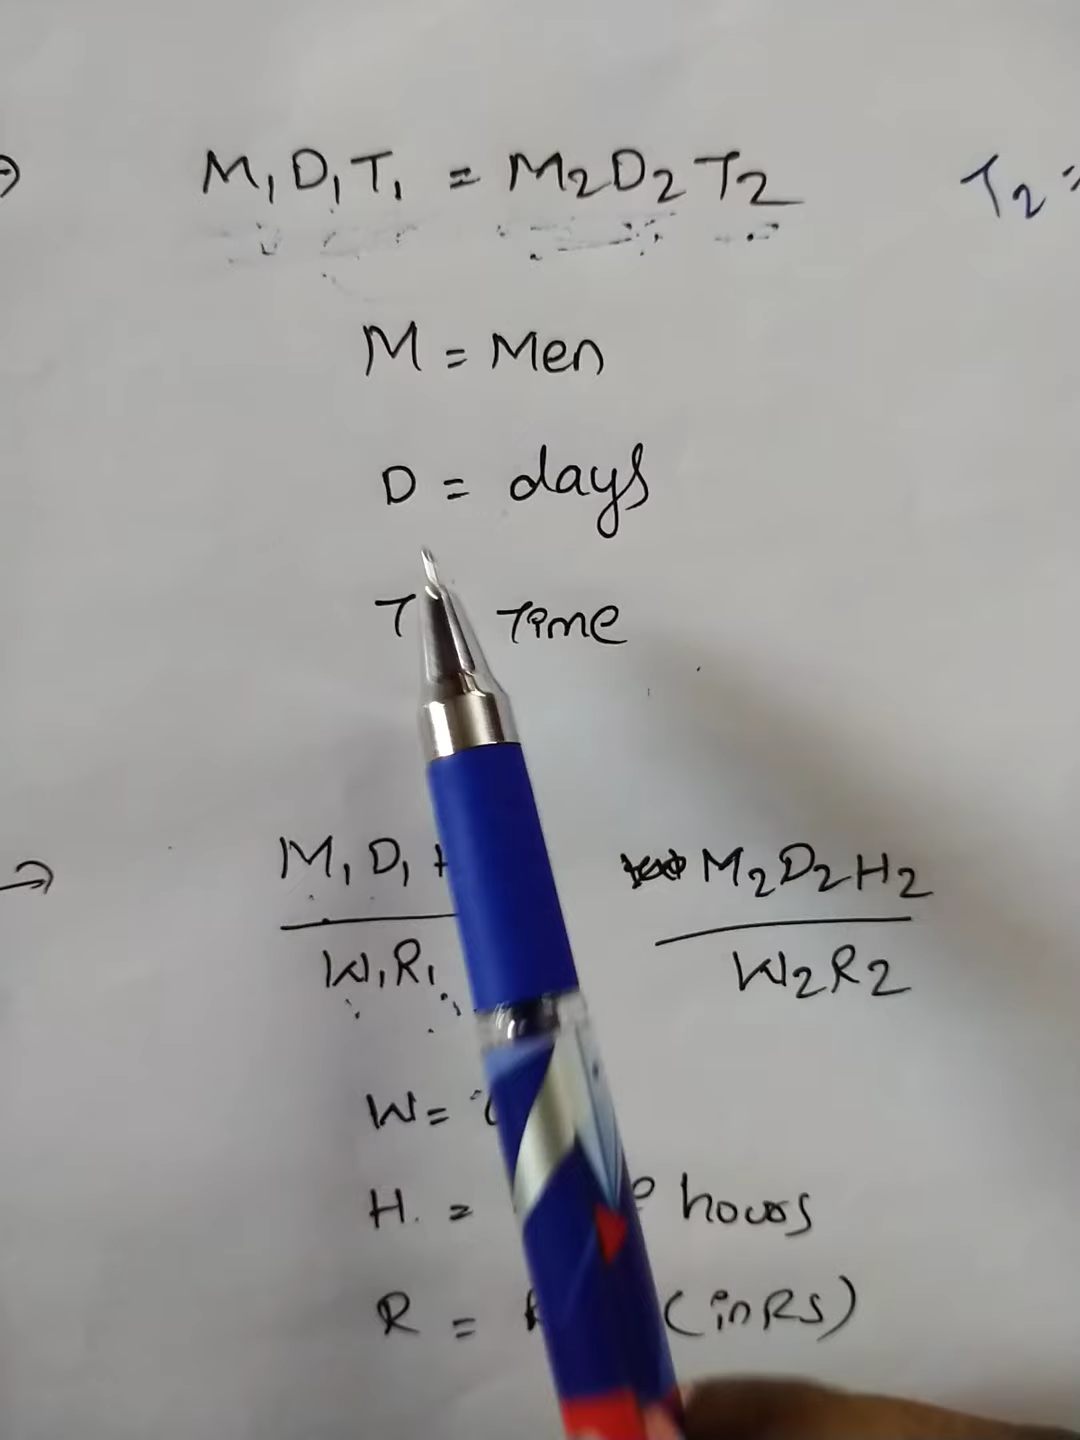 M₁D₁T₁ = M₂D₂T₂ T₂ =
M = Men
D = days
T Time
M₁D₁ M₂D₂H₂
W₁R₁ W₂R₂
W =
H. = hours
R = (in RS)